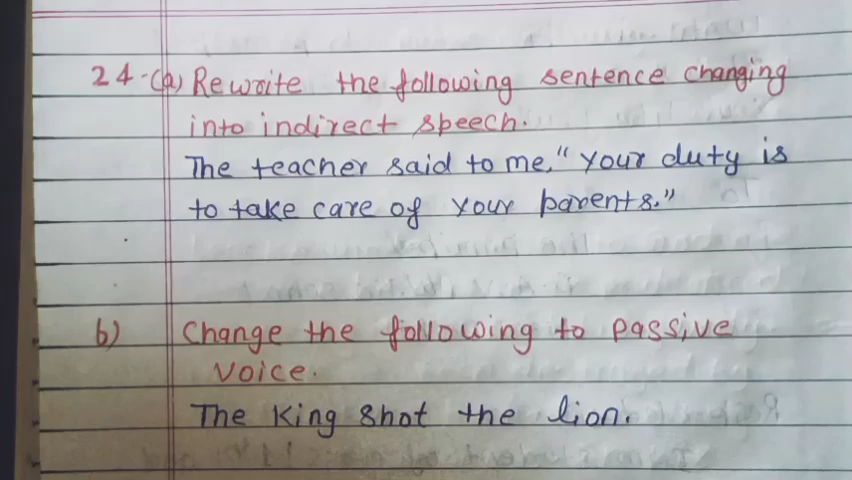 24.(a) Rewrite the following sentence changing
into indirect speech.
The teacher said to me, "Your duty is
to take care of your parents."
b) Change the following to passive
voice.
The King shot the lion.